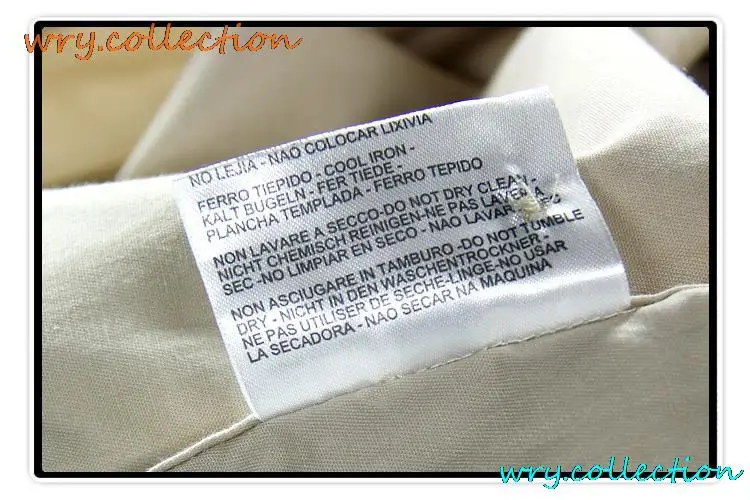 wry.collection
NO LEJIA - NAO COLOCAR LIXIVIA
FERRO TIEPIDO - COOL IRON -
KALT BUGELN - FER TIEDE -
PLANCHA TEMPLADA - FERRO TEPIDO
NON LAVARE A SECCO-DO NOT DRY CLEAN -
NICHT CHEMISCH REINIGEN-NE PAS LAVER A
SEC -NO LIMPIAR EN SECO - NAO LAVAR
NON ASCIUGARE IN TAMBURO -DO NOT TUMBLE
DRY - NICHT IN DEN WASCHENTROCKNER -
NE PAS UTILISER DE SECHE-LINGE-NO USAR
LA SECADORA - NAO SECAR NA MAQUINA
wry.collection